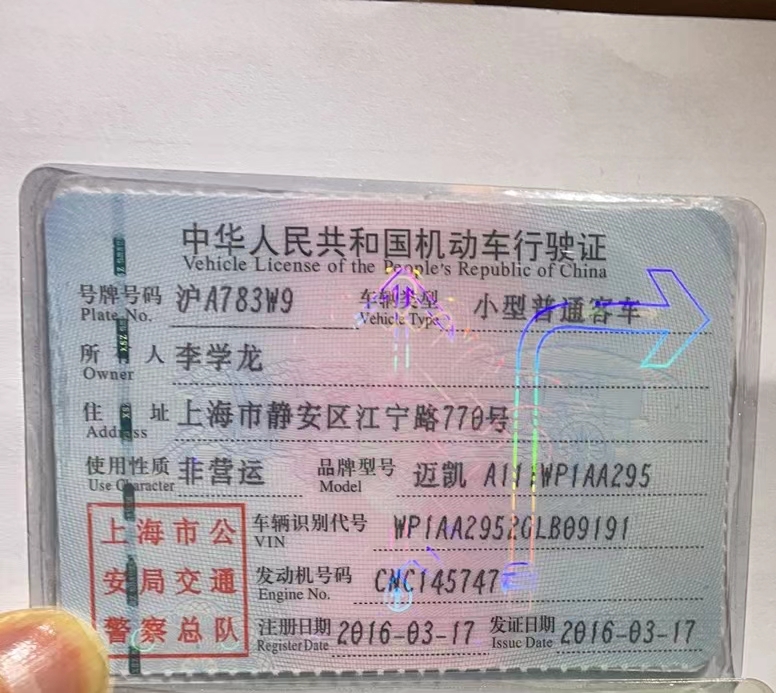 中华人民共和国机动车行驶证
Vehicle License of the People's Republic of China
号牌号码 沪A783W9 车辆类型 小型普通客车
Plate No. Vehicle Type
所有人 李学龙
Owner
住址 上海市静安区江宁路770号
Address
使用性质 非营运 品牌型号 迈凯 A111WP1AA295
Use Character Model
上海市公 车辆识别代号 WP1AA2952GLB09191
VIN
安局交通 发动机号码 CNC145747
Engine No.
警察总队 注册日期 2016-03-17 发证日期 2016-03-17
Register Date Issue Date